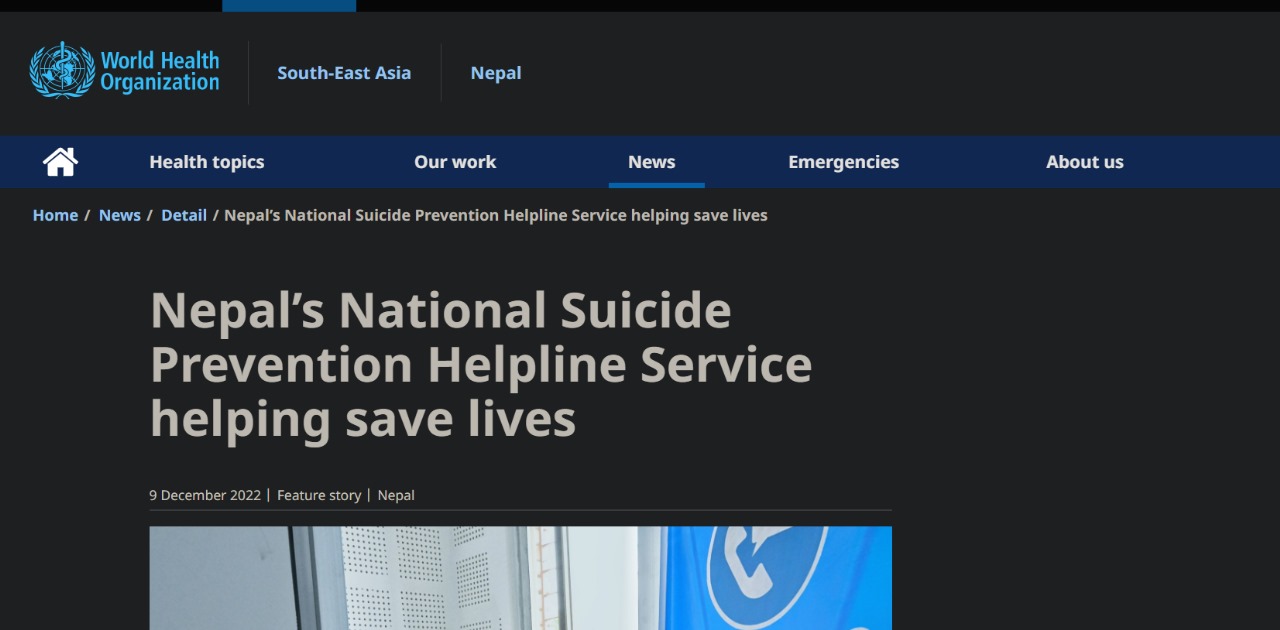 World Health
Organization
South-East Asia
Nepal
Health topics
Our work
News
Emergencies
About us
Home / News / Detail / Nepal’s National Suicide Prevention Helpline Service helping save lives
Nepal’s National Suicide
Prevention Helpline Service
helping save lives
9 December 2022 | Feature story | Nepal